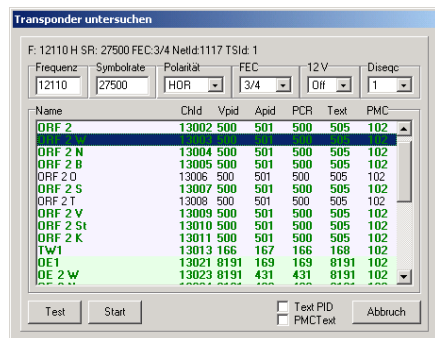 Transponder untersuchen
F: 12110 H SR: 27500 FEC:3/4 NetId:1117 TSId: 1
Frequenz Symbolrate Polarität FEC 12 V Diseqc
12110 27500 HOR 3/4 Off 1
Name ChId Vpid Apid PCR Text PMC
ORF 2 13002 500 501 500 505 102
ORF 2 W 13003 500 501 500 505 102
ORF 2 N 13004 500 501 500 505 102
ORF 2 B 13005 500 501 500 505 102
ORF 2 O 13006 500 501 500 505 102
ORF 2 S 13007 500 501 500 505 102
ORF 2 T 13008 500 501 500 505 102
ORF 2 V 13009 500 501 500 505 102
ORF 2 St 13010 500 501 500 505 102
ORF 2 K 13011 500 501 500 505 102
TW1 13013 166 167 166 168 102
OE1 13021 8191 169 169 8191 102
OE 2 W 13023 8191 431 431 8191 102
Test Start Text PID Abbruch
PMCText